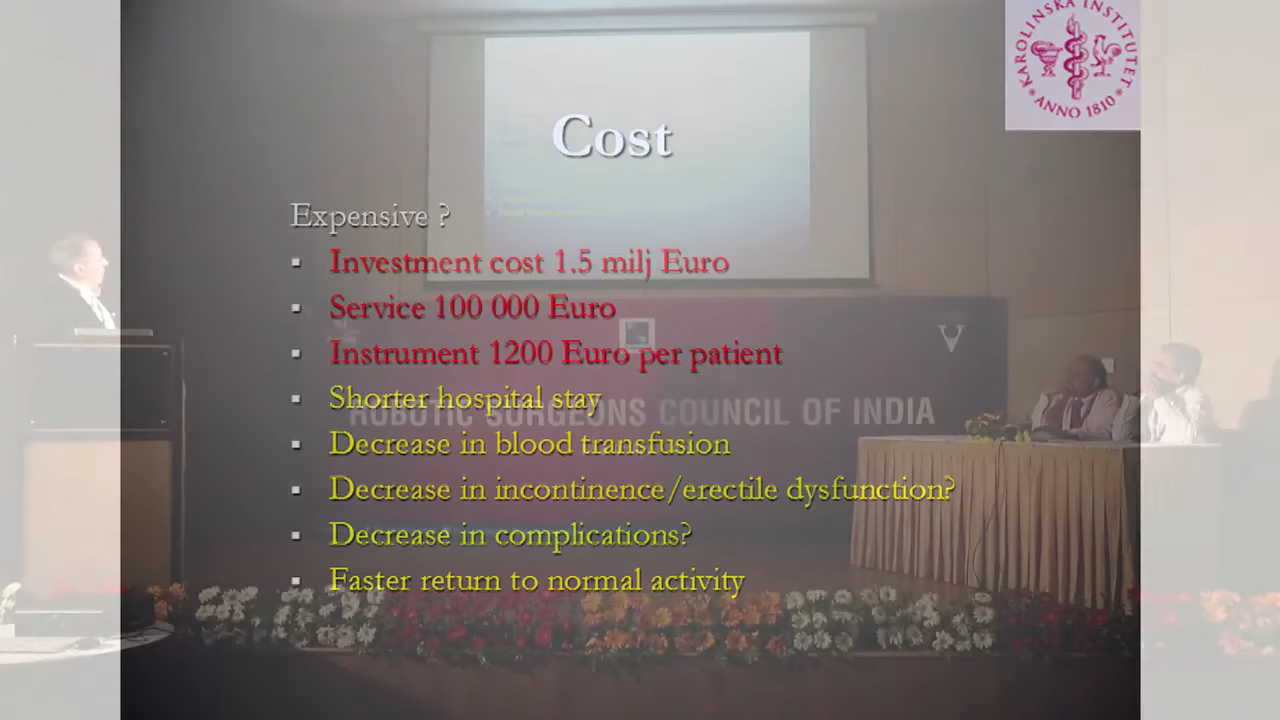 KAROLINSKA INSTITUTET
ANNO 1810
Cost
Expensive ?
Investment cost 1.5 milj Euro
Service 100 000 Euro
Instrument 1200 Euro per patient
Shorter hospital stay
ROBOTIC SURGEONS COUNCIL OF INDIA
Decrease in blood transfusion
Decrease in incontinence/erectile dysfunction?
Decrease in complications?
Faster return to normal activity